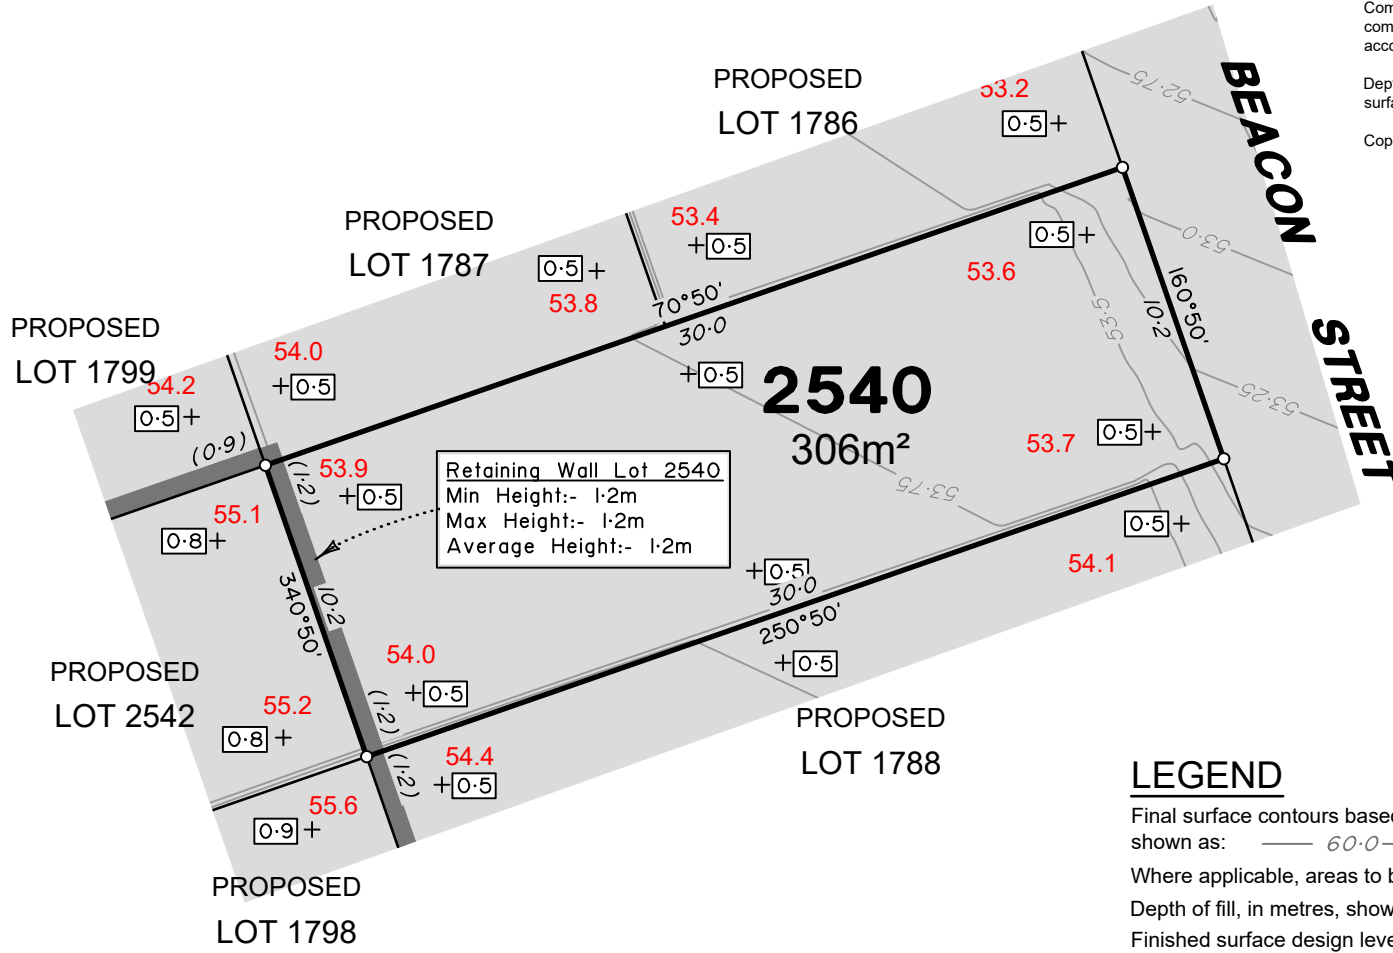 Com
com
acco
Dep
surfa
Cop
BEACON
STREET
PROPOSED
LOT 1786
53.2
0·5
52·75
53·0
53·25
PROPOSED
LOT 1787
53.4
0·5
0·5
53.8
70°50'
30·0
0·5
53.6
53·5
10·2
160°50'
PROPOSED
LOT 1799
54.2
0·5
54.0
0·5
(0·9)
(1·2)
53.9
0·5
0·5
2540
306m²
53.7
0·5
53·75
Retaining Wall Lot 2540
Min Height:- 1·2m
Max Height:- 1·2m
Average Height:- 1·2m
55.1
0·8
340°50'
10·2
0·5
30·0
250°50'
0·5
0·5
54.1
PROPOSED
LOT 2542
55.2
0·8
54.0
0·5
(1·2)
(1·2)
54.4
0·5
55.6
0·9
PROPOSED
LOT 1788
PROPOSED
LOT 1798
LEGEND
Final surface contours based
shown as: 60·0
Where applicable, areas to b
Depth of fill, in metres, show
Finished surface design leve